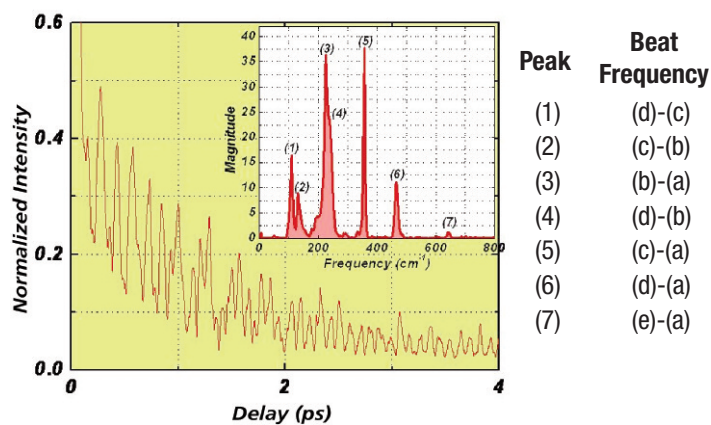 Normalized Intensity
0.6
0.4
0.2
0.0
0
2
4
Delay (ps)
Magnitude
40
35
30
25
20
15
10
5
0
0
200
400
600
800
Frequency (cm⁻¹)
(1)
(2)
(3)
(4)
(5)
(6)
(7)
Peak Beat Frequency
(1) (d)-(c)
(2) (c)-(b)
(3) (b)-(a)
(4) (d)-(b)
(5) (c)-(a)
(6) (d)-(a)
(7) (e)-(a)